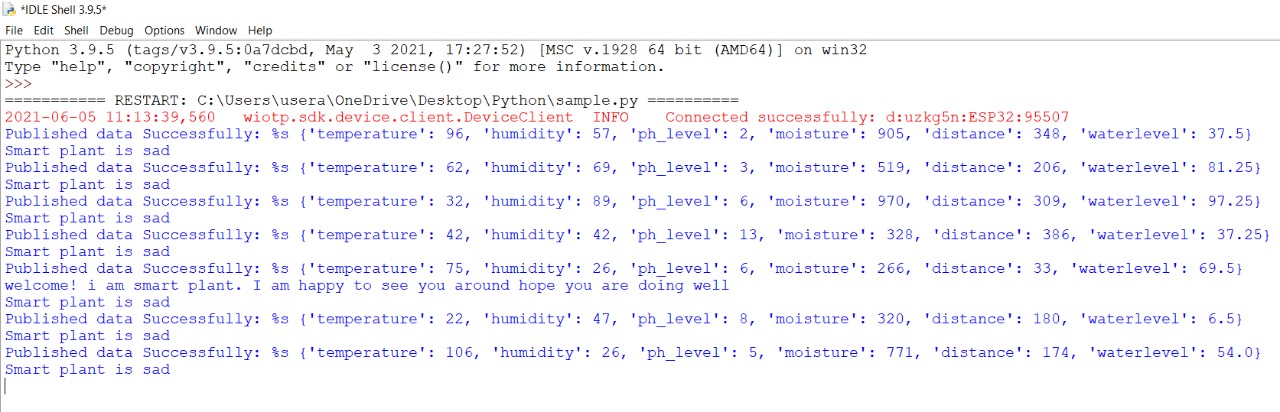 *IDLE Shell 3.9.5*
File Edit Shell Debug Options Window Help
Python 3.9.5 (tags/v3.9.5:0a7dcbd, May  3 2021, 17:27:52) [MSC v.1928 64 bit (AMD64)] on win32
Type "help", "copyright", "credits" or "license()" for more information.
>>>
=========== RESTART: C:\Users\usera\OneDrive\Desktop\Python\sample.py ==========
2021-06-05 11:13:39,560   wiotp.sdk.device.client.DeviceClient  INFO    Connected successfully: d:uzkg5n:ESP32:95507
Published data Successfully: %s {'temperature': 96, 'humidity': 57, 'ph_level': 2, 'moisture': 905, 'distance': 348, 'waterlevel': 37.5}
Smart plant is sad
Published data Successfully: %s {'temperature': 62, 'humidity': 69, 'ph_level': 3, 'moisture': 519, 'distance': 206, 'waterlevel': 81.25}
Smart plant is sad
Published data Successfully: %s {'temperature': 32, 'humidity': 89, 'ph_level': 6, 'moisture': 970, 'distance': 309, 'waterlevel': 97.25}
Smart plant is sad
Published data Successfully: %s {'temperature': 42, 'humidity': 42, 'ph_level': 13, 'moisture': 328, 'distance': 386, 'waterlevel': 37.25}
Smart plant is sad
Published data Successfully: %s {'temperature': 75, 'humidity': 26, 'ph_level': 6, 'moisture': 266, 'distance': 33, 'waterlevel': 69.5}
welcome! i am smart plant. I am happy to see you around hope you are doing well
Smart plant is sad
Published data Successfully: %s {'temperature': 22, 'humidity': 47, 'ph_level': 8, 'moisture': 320, 'distance': 180, 'waterlevel': 6.5}
Smart plant is sad
Published data Successfully: %s {'temperature': 106, 'humidity': 26, 'ph_level': 5, 'moisture': 771, 'distance': 174, 'waterlevel': 54.0}
Smart plant is sad